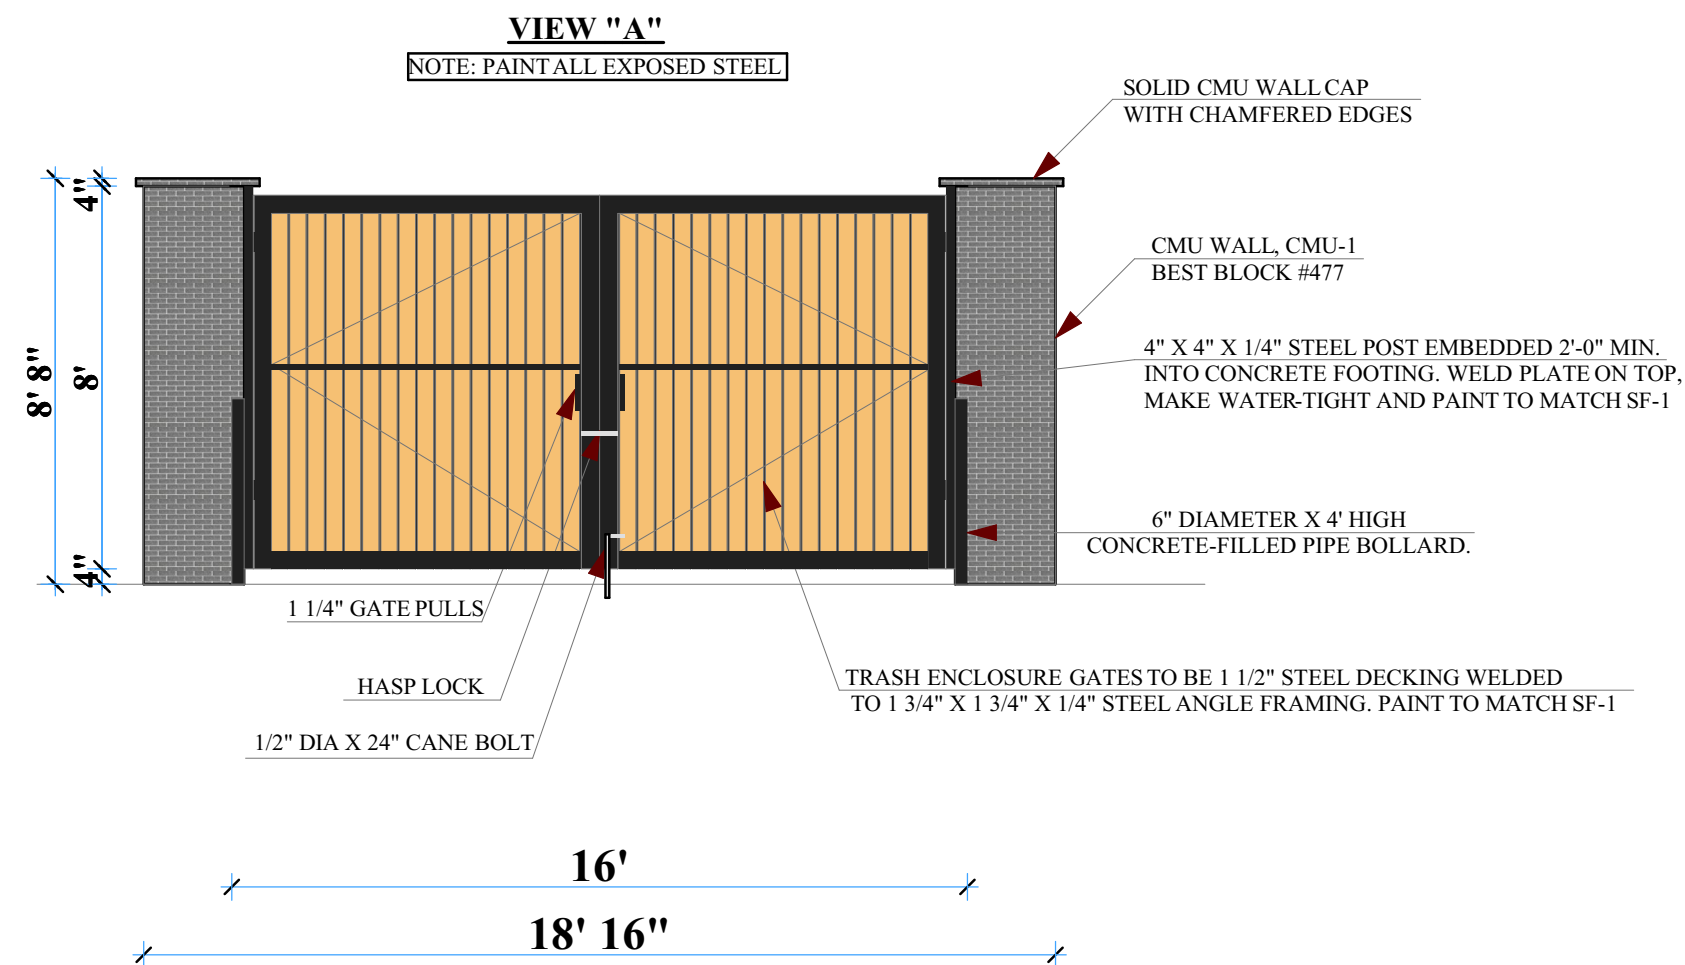 VIEW "A"
NOTE: PAINT ALL EXPOSED STEEL
SOLID CMU WALL CAP
WITH CHAMFERED EDGES
CMU WALL, CMU-1
BEST BLOCK #477
4" X 4" X 1/4" STEEL POST EMBEDDED 2'-0" MIN.
INTO CONCRETE FOOTING. WELD PLATE ON TOP,
MAKE WATER-TIGHT AND PAINT TO MATCH SF-1
6" DIAMETER X 4' HIGH
CONCRETE-FILLED PIPE BOLLARD.
8' 8"
4"
8'
4"
1 1/4" GATE PULLS
HASP LOCK
1/2" DIA X 24" CANE BOLT
TRASH ENCLOSURE GATES TO BE 1 1/2" STEEL DECKING WELDED
TO 1 3/4" X 1 3/4" X 1/4" STEEL ANGLE FRAMING. PAINT TO MATCH SF-1
16'
18' 16"